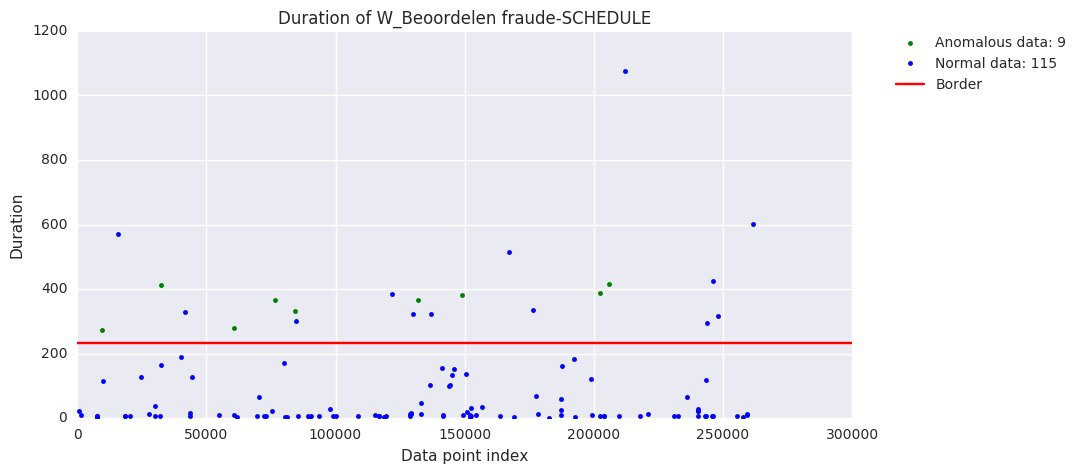 Duration of W_Beoordelen fraude-SCHEDULE
1200
1000
800
600
400
200
0
Duration
0 50000 100000 150000 200000 250000 300000
Data point index
Anomalous data: 9
Normal data: 115
Border